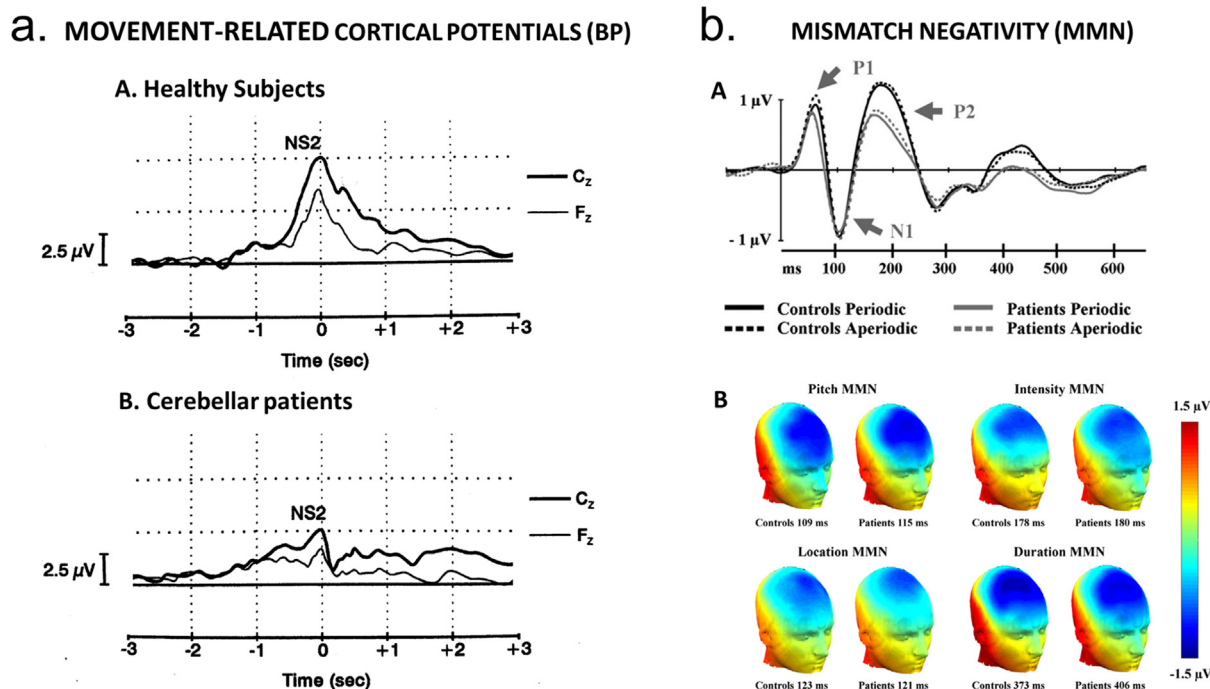 a. MOVEMENT-RELATED CORTICAL POTENTIALS (BP)
A. Healthy Subjects
NS2
Cz
Fz
2.5 µV
-3 -2 -1 0 +1 +2 +3
Time (sec)
B. Cerebellar patients
NS2
Cz
Fz
2.5 µV
-3 -2 -1 0 +1 +2 +3
Time (sec)
b. MISMATCH NEGATIVITY (MMN)
A
P1
1 µV
P2
N1
- 1 µV
ms 100 200 300 400 500 600
Controls Periodic Patients Periodic
Controls Aperiodic Patients Aperiodic
B
Pitch MMN Intensity MMN
1.5 µV
Controls 109 ms Patients 115 ms Controls 178 ms Patients 180 ms
Location MMN Duration MMN
Controls 123 ms Patients 121 ms Controls 373 ms Patients 406 ms
-1.5 µV